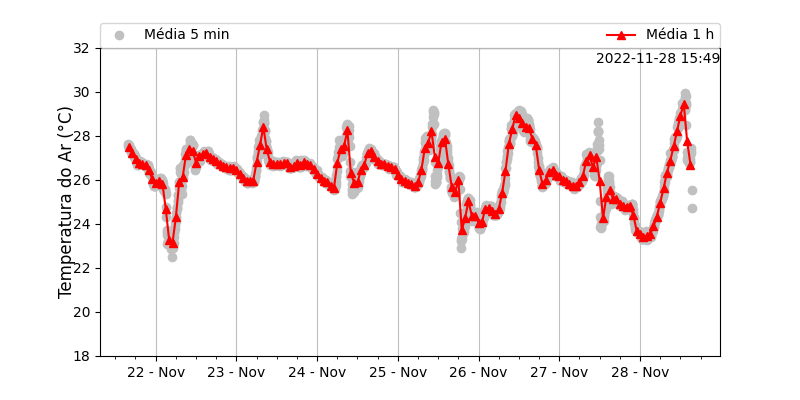 Média 5 min
Média 1 h
2022-11-28 15:49
Temperatura do Ar (°C)
32
30
28
26
24
22
20
18
22 - Nov
23 - Nov
24 - Nov
25 - Nov
26 - Nov
27 - Nov
28 - Nov